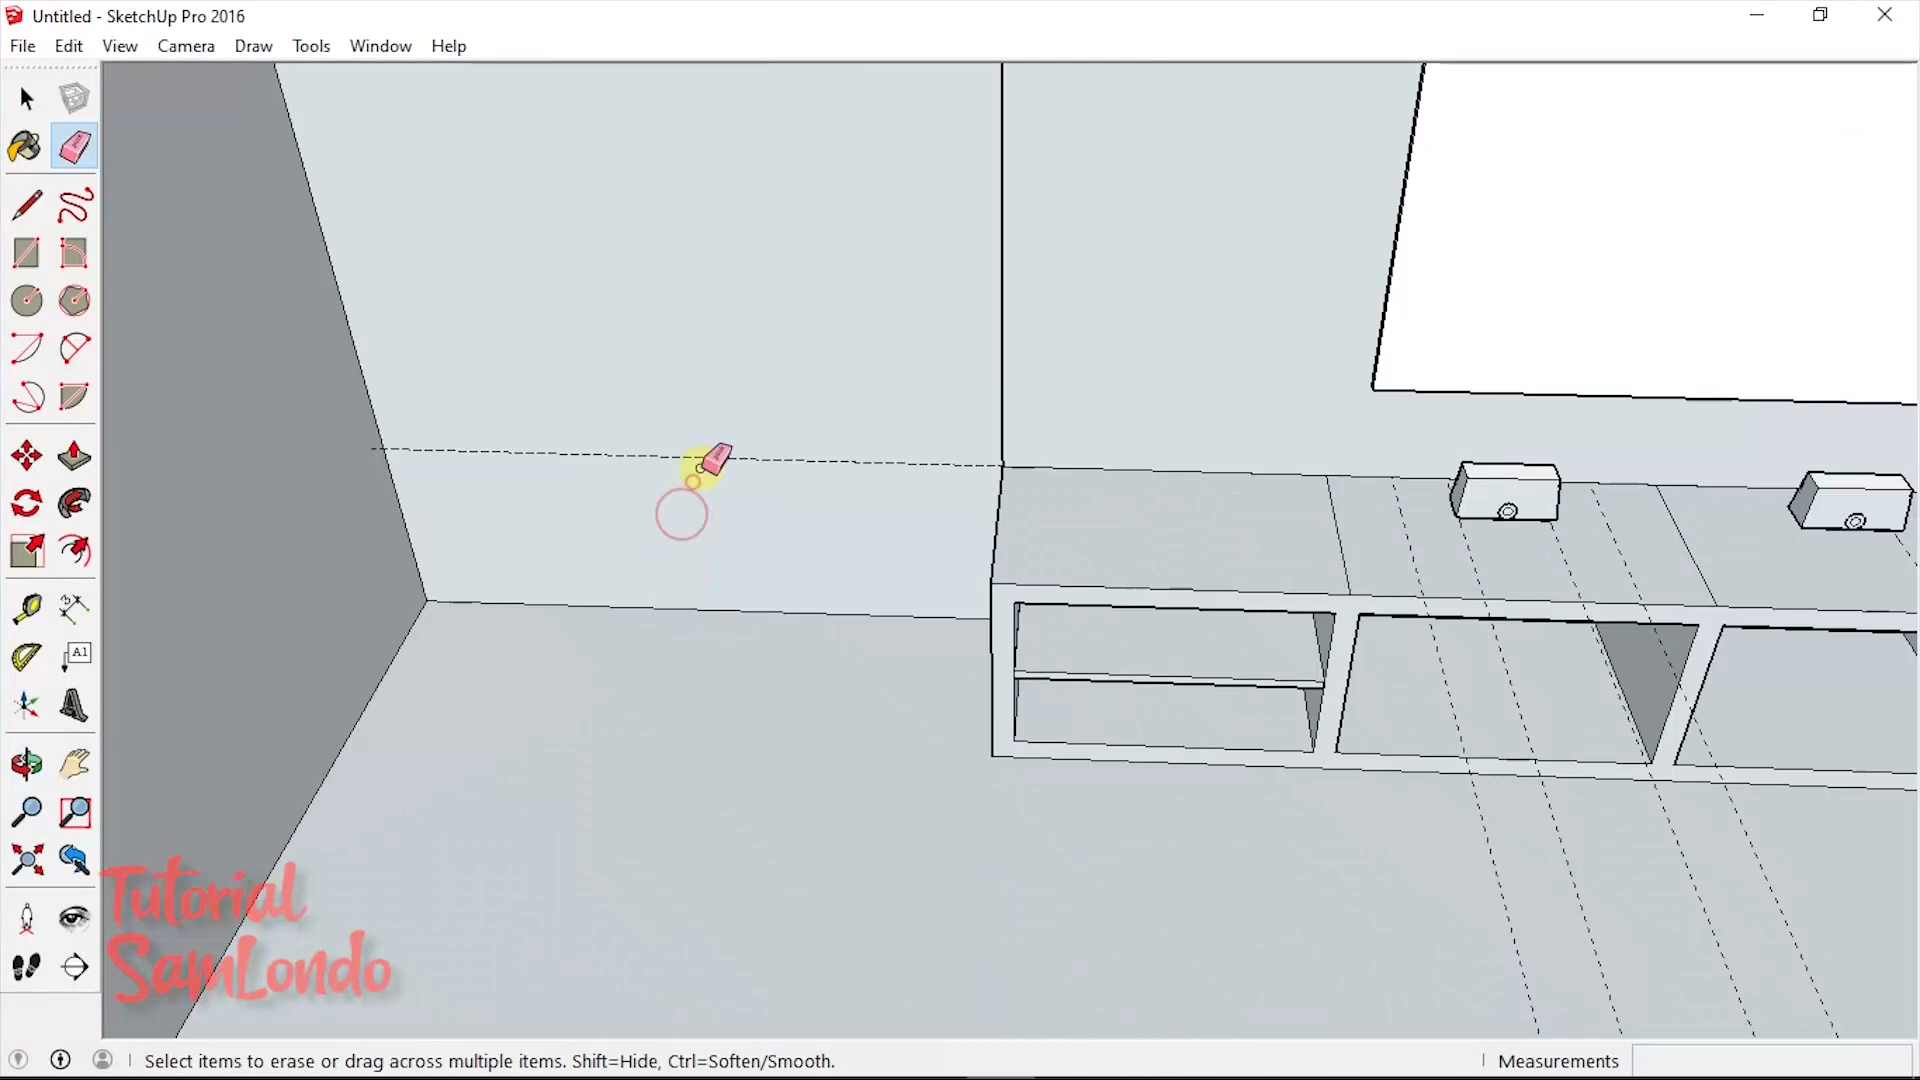 Untitled - SketchUp Pro 2016
File Edit View Camera Draw Tools Window Help
A1
Tutorial
SamLondo
Select items to erase or drag across multiple items. Shift=Hide, Ctrl=Soften/Smooth.
Measurements